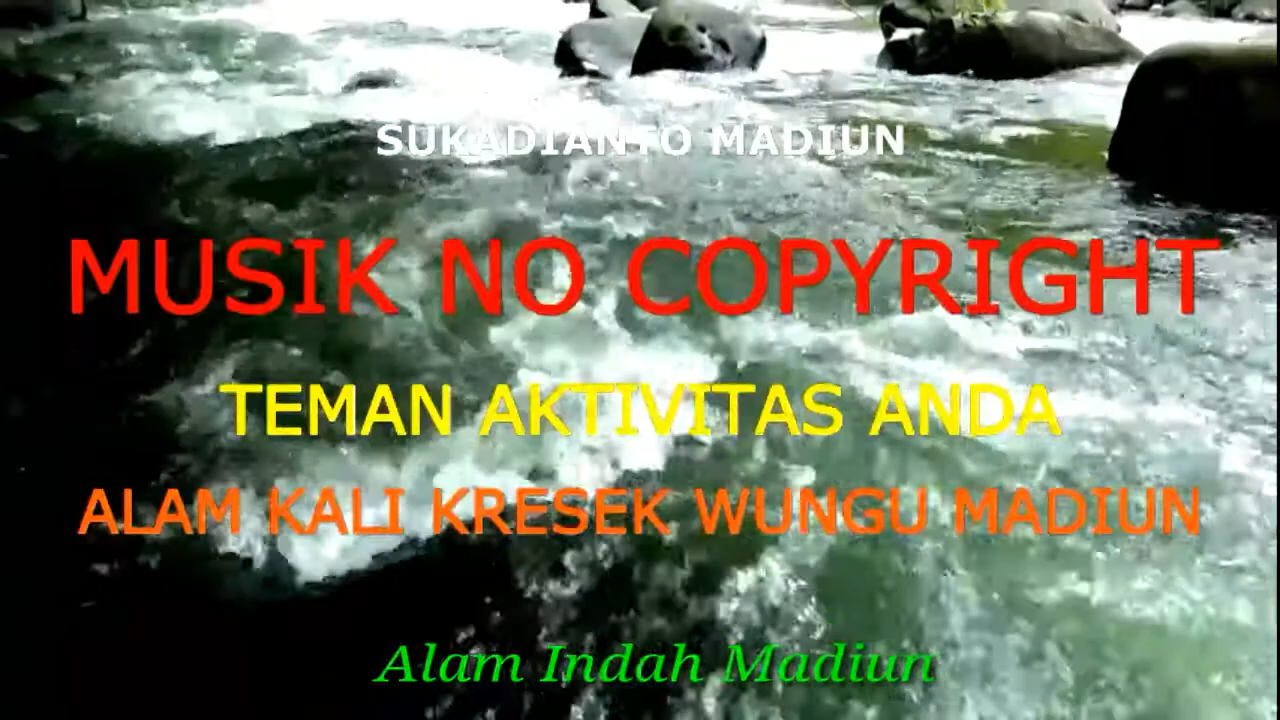 SUKADIANTO MADIUN
MUSIK NO COPYRIGHT
TEMAN AKTIVITAS ANDA
ALAM KALI KRESEK WUNGU MADIUN
Alam Indah Madiun